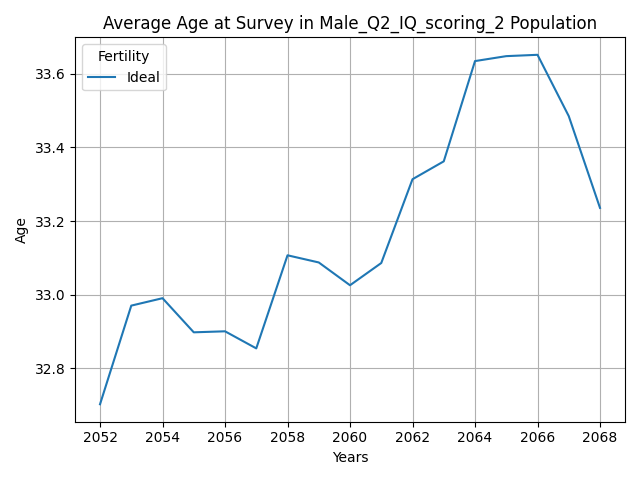 Average Age at Survey in Male_Q2_IQ_scoring_2 Population
Fertility
Ideal
33.6
33.4
33.2
33.0
32.8
Age
2052 2054 2056 2058 2060 2062 2064 2066 2068
Years